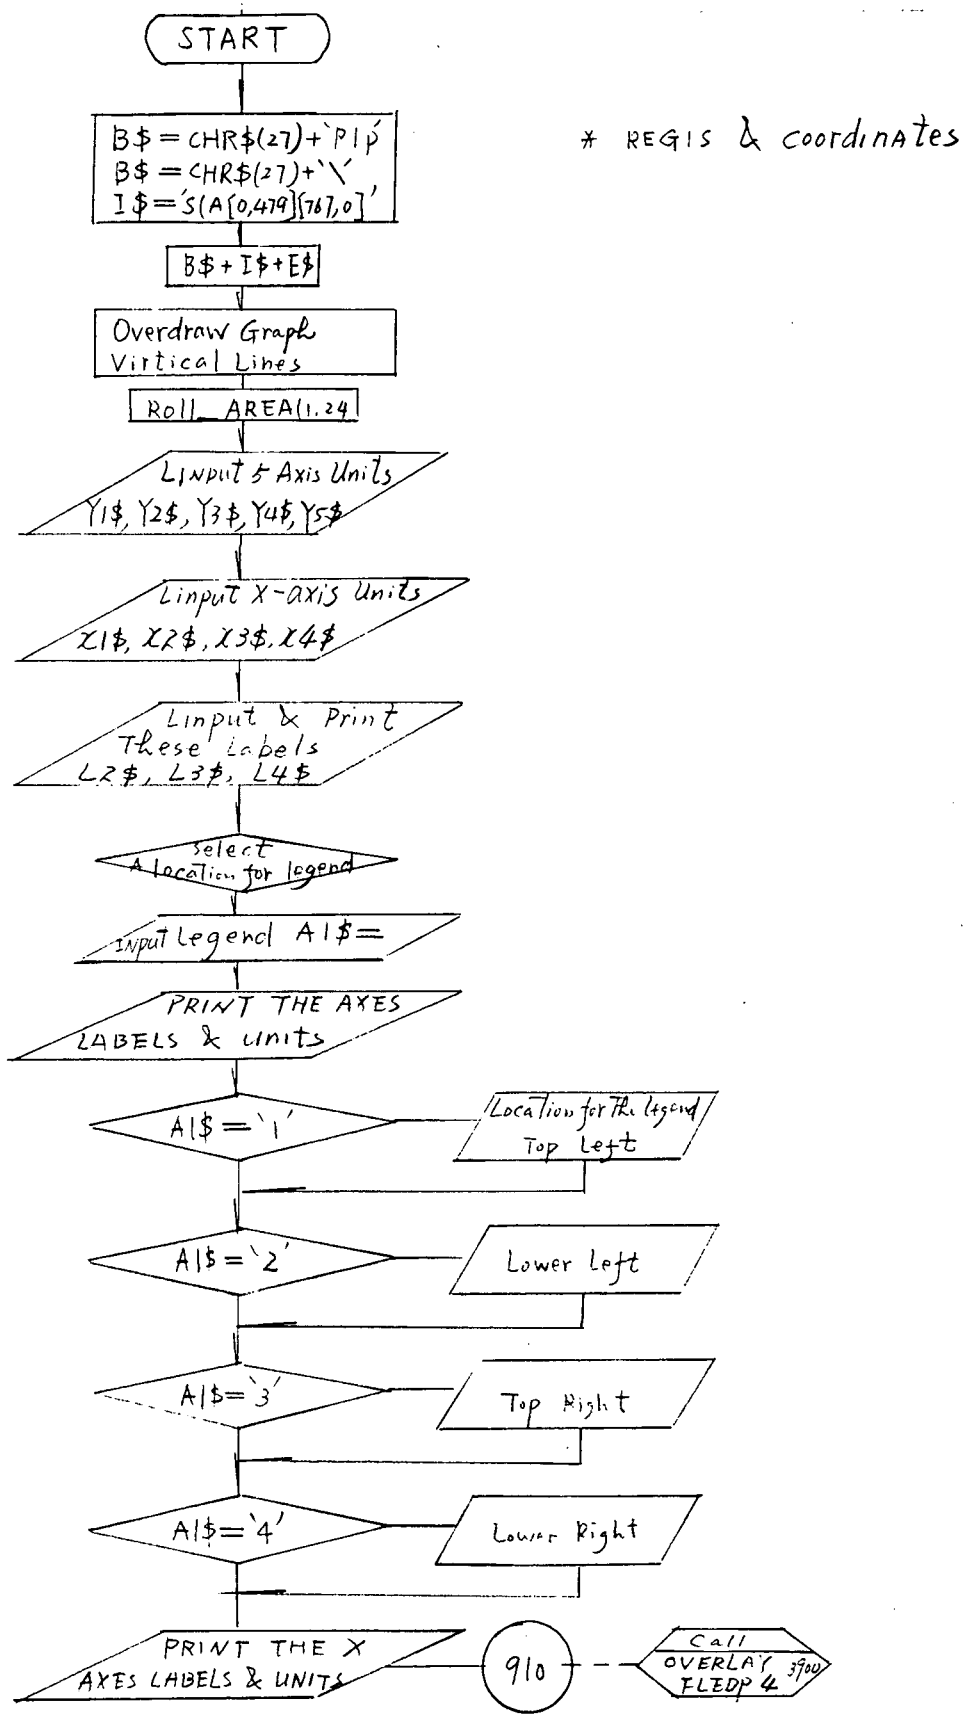 START
* REGIS & coordinates
B$ = CHR$(27)+'P1p'
B$ = CHR$(27)+'\'
I$ = 'S(A[0,479][767,0]'
B$ + I$ + E$
Overdraw Graph
Virtical Lines
Roll_AREA(1.24
LINput 5 Axis Units
Y1$, Y2$, Y3$, Y4$, Y5$
Linput X-axis Units
X1$, X2$, X3$, X4$
Linput & Print
These Labels
L2$, L3$, L4$
Select
A location for legend
INput Legend A1$=
PRINT THE AXES
LABELS & units
A1$ = '1'
Location for The legend
Top Left
A1$ = '2'
Lower Left
A1$ = '3'
Top Right
A1$ = '4'
Lower Right
PRINT THE X
AXES LABELS & UNITS
910
Call
OVERLAY 3900
FLEDP 4